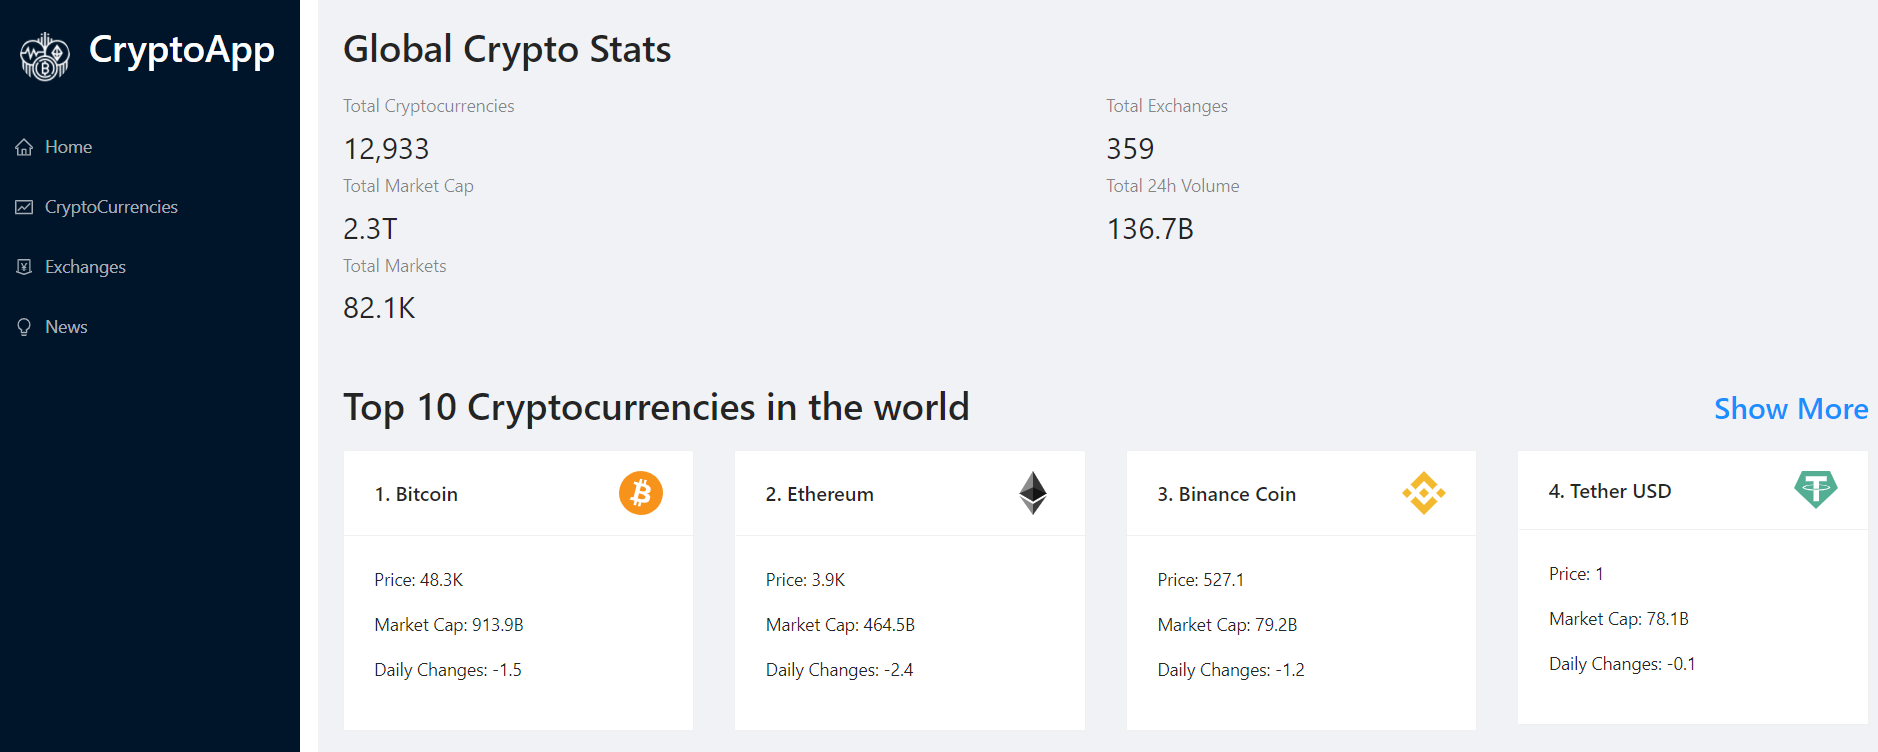 CryptoApp
Home
CryptoCurrencies
Exchanges
News
Global Crypto Stats
Total Cryptocurrencies
12,933
Total Exchanges
359
Total Market Cap
2.3T
Total 24h Volume
136.7B
Total Markets
82.1K
Top 10 Cryptocurrencies in the world
Show More
1. Bitcoin
Price: 48.3K
Market Cap: 913.9B
Daily Changes: -1.5
2. Ethereum
Price: 3.9K
Market Cap: 464.5B
Daily Changes: -2.4
3. Binance Coin
Price: 527.1
Market Cap: 79.2B
Daily Changes: -1.2
4. Tether USD
Price: 1
Market Cap: 78.1B
Daily Changes: -0.1